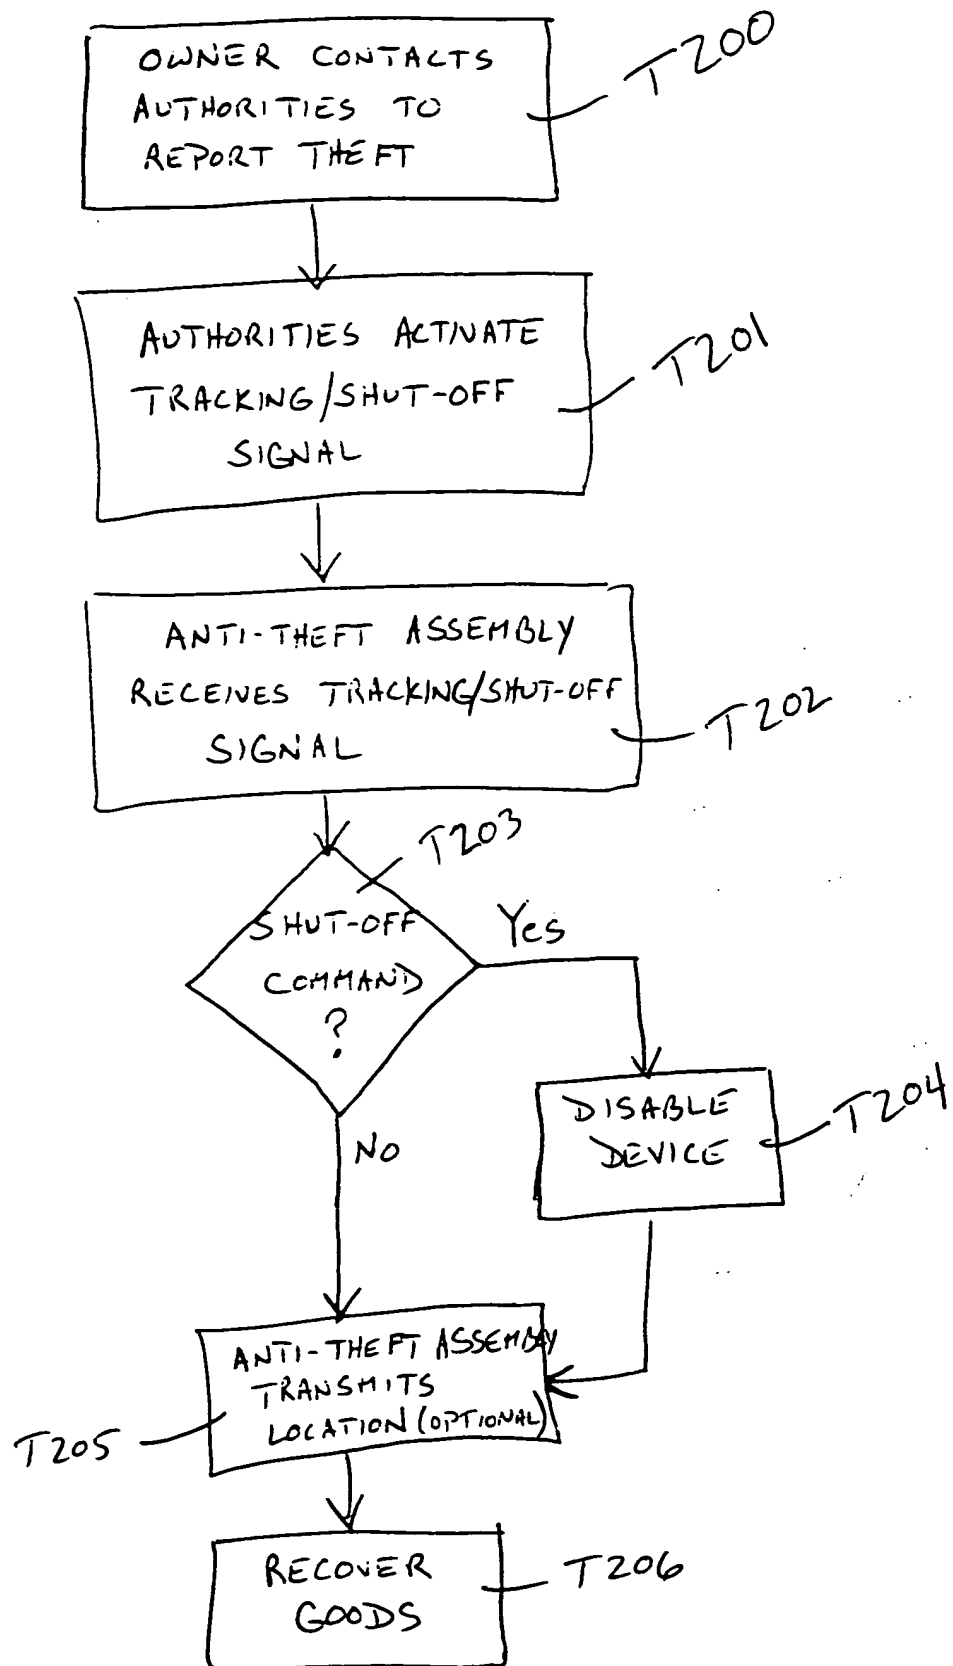 OWNER CONTACTS
AUTHORITIES TO
REPORT THEFT
T200
AUTHORITIES ACTIVATE
TRACKING/SHUT-OFF
SIGNAL
T201
ANTI-THEFT ASSEMBLY
RECEIVES TRACKING/SHUT-OFF
SIGNAL
T202
T203
SHUT-OFF
COMMAND
?
Yes
NO
DISABLE
DEVICE
T204
ANTI-THEFT ASSEMBLY
TRANSMITS
LOCATION (OPTIONAL)
T205
RECOVER
GOODS
T206